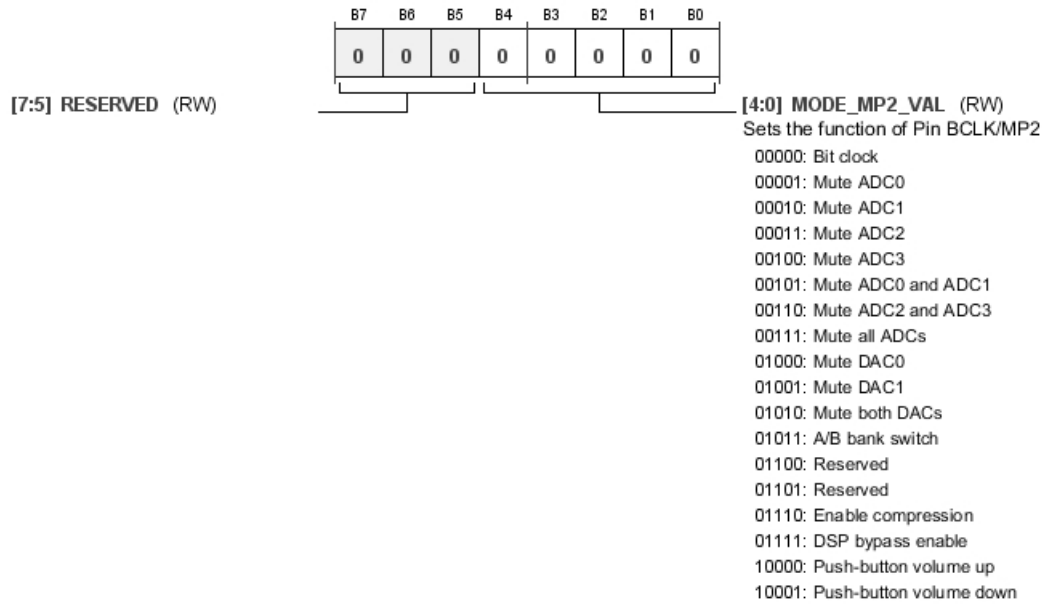 B7 B6 B5 B4 B3 B2 B1 B0
0 0 0 0 0 0 0 0
[7:5] RESERVED (RW)
[4:0] MODE_MP2_VAL (RW)
Sets the function of Pin BCLK/MP2
00000: Bit clock
00001: Mute ADC0
00010: Mute ADC1
00011: Mute ADC2
00100: Mute ADC3
00101: Mute ADC0 and ADC1
00110: Mute ADC2 and ADC3
00111: Mute all ADCs
01000: Mute DAC0
01001: Mute DAC1
01010: Mute both DACs
01011: A/B bank switch
01100: Reserved
01101: Reserved
01110: Enable compression
01111: DSP bypass enable
10000: Push-button volume up
10001: Push-button volume down